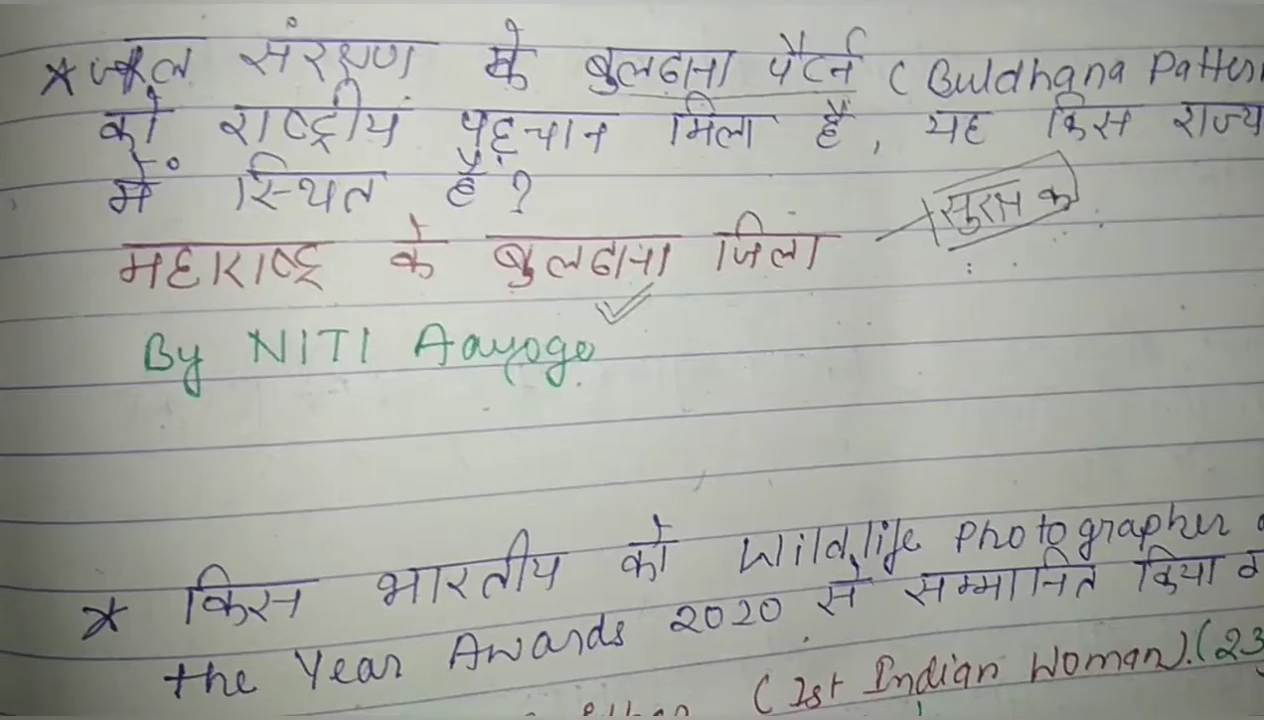 * जल संरक्षण के बुलढाना पैटर्न (Buldhana Pattern
को राष्ट्रीय पहचान मिला है, यह किस राज्य
में स्थित है?
महाराष्ट्र के बुलढाना जिला
By NITI Aayoge
* किस भारतीय को Wildlife Photographer
the Year Awards 2020 से सम्मानित किया
(1st Indian Woman).(23